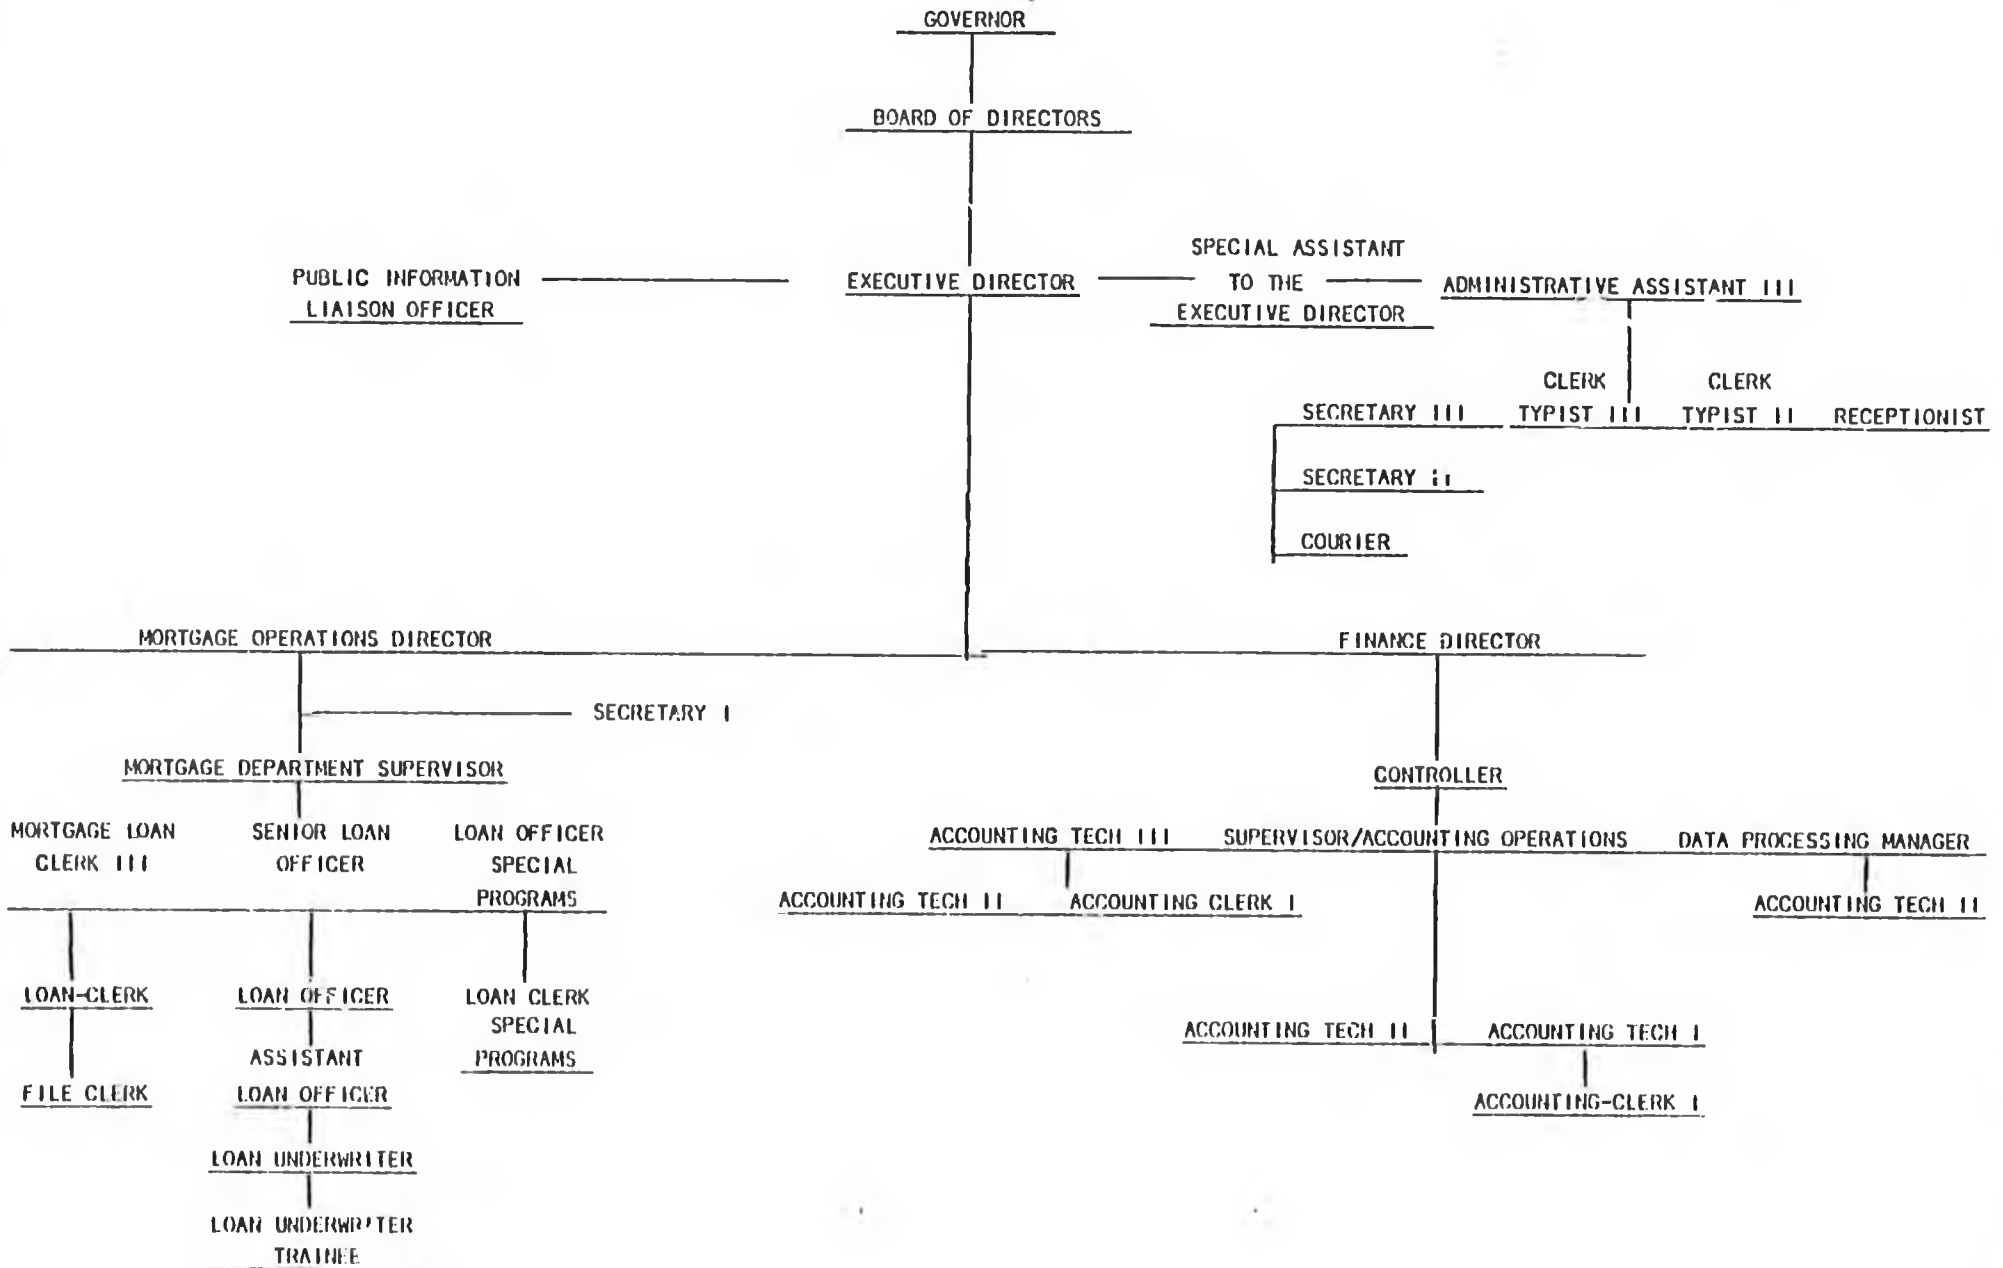 GOVERNOR
BOARD OF DIRECTORS
PUBLIC INFORMATION
LIAISON OFFICER
EXECUTIVE DIRECTOR
SPECIAL ASSISTANT
TO THE
EXECUTIVE DIRECTOR
ADMINISTRATIVE ASSISTANT III
SECRETARY III
CLERK
TYPIST III
CLERK
TYPIST II
RECEPTIONIST
SECRETARY II
COURIER
MORTGAGE OPERATIONS DIRECTOR
FINANCE DIRECTOR
SECRETARY I
MORTGAGE DEPARTMENT SUPERVISOR
CONTROLLER
MORTGAGE LOAN
CLERK III
SENIOR LOAN
OFFICER
LOAN OFFICER
SPECIAL
PROGRAMS
ACCOUNTING TECH III
SUPERVISOR/ACCOUNTING OPERATIONS
DATA PROCESSING MANAGER
ACCOUNTING TECH II
ACCOUNTING CLERK I
ACCOUNTING TECH II
LOAN-CLERK
LOAN OFFICER
LOAN CLERK
SPECIAL
PROGRAMS
ACCOUNTING TECH II
ACCOUNTING TECH I
ASSISTANT
LOAN OFFICER
FILE CLERK
ACCOUNTING-CLERK I
LOAN UNDERWRITER
LOAN UNDERWRITER
TRAINEE